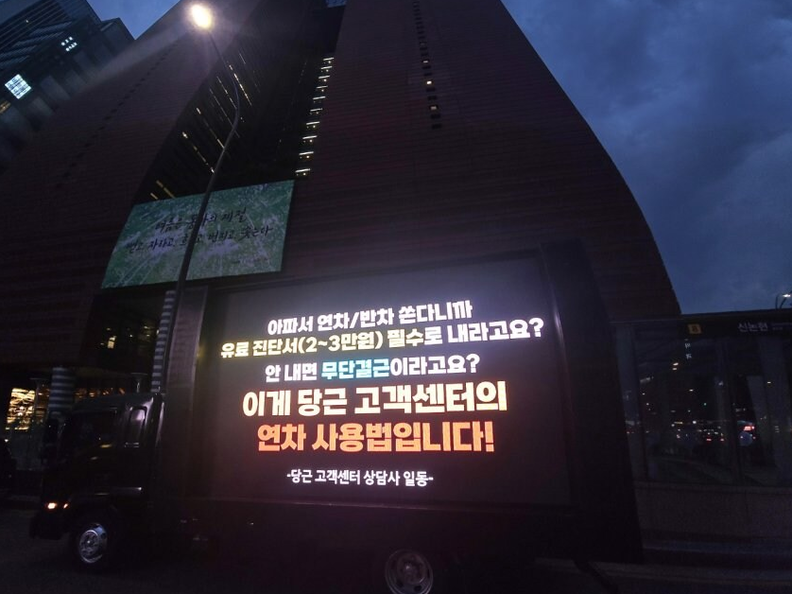 아파서 연차/반차 쓴다니까
유료 진단서(2~3만원) 필수로 내라고요?
안 내면 무단결근이라고요?
이게 당근 고객센터의
연차 사용법입니다!
-당근 고객센터 상담사 일동-
신논현